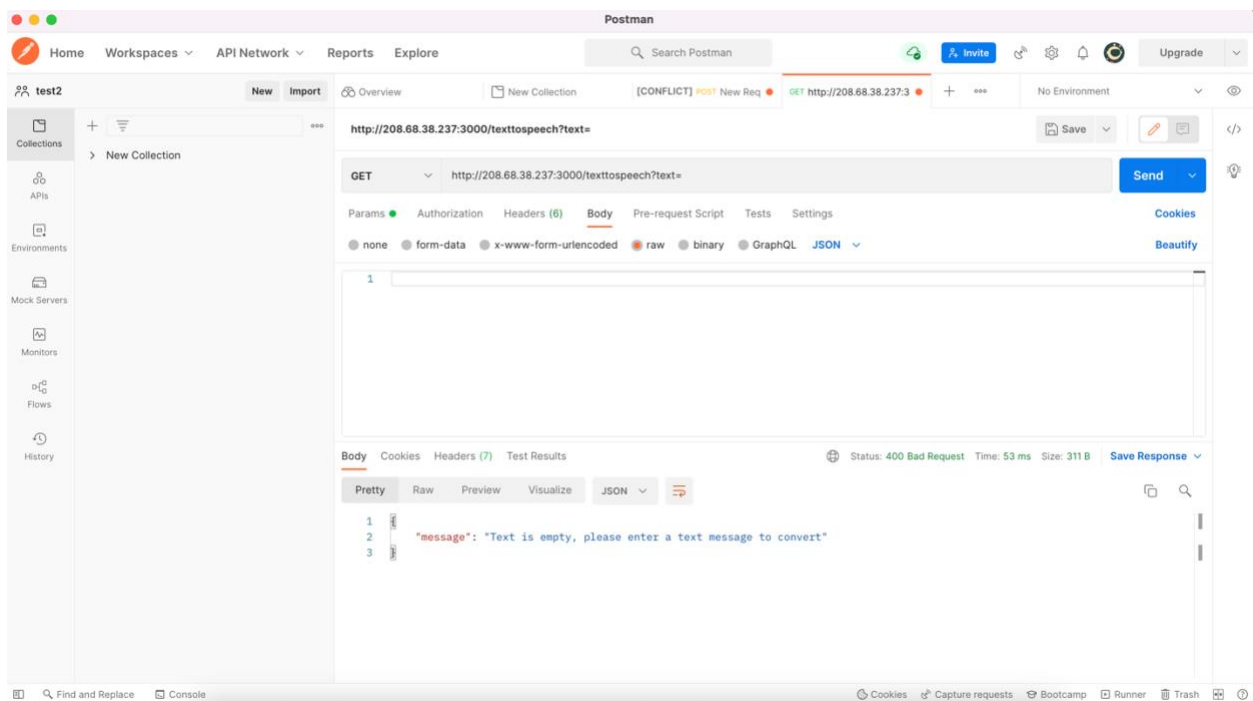 Postman
Home Workspaces API Network Reports Explore Search Postman Invite Upgrade
test2 New Import Overview New Collection [CONFLICT] POST New Req GET http://208.68.38.237:3 No Environment
Collections
New Collection
APIs
Environments
Mock Servers
Monitors
Flows
History
http://208.68.38.237:3000/texttospeech?text= Save
GET http://208.68.38.237:3000/texttospeech?text= Send
Params Authorization Headers (6) Body Pre-request Script Tests Settings Cookies
none form-data x-www-form-urlencoded raw binary GraphQL JSON Beautify
1
Body Cookies Headers (7) Test Results Status: 400 Bad Request Time: 53 ms Size: 311 B Save Response
Pretty Raw Preview Visualize JSON
1 {
2 "message": "Text is empty, please enter a text message to convert"
3 }
Find and Replace Console Cookies Capture requests Bootcamp Runner Trash